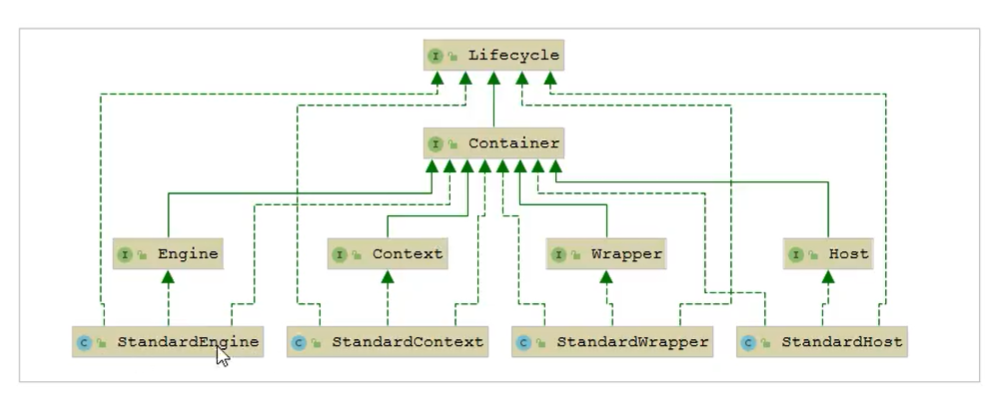 I Lifecycle
I Container
I Engine
I Context
I Wrapper
I Host
C StandardEngine
C StandardContext
C StandardWrapper
C StandardHost